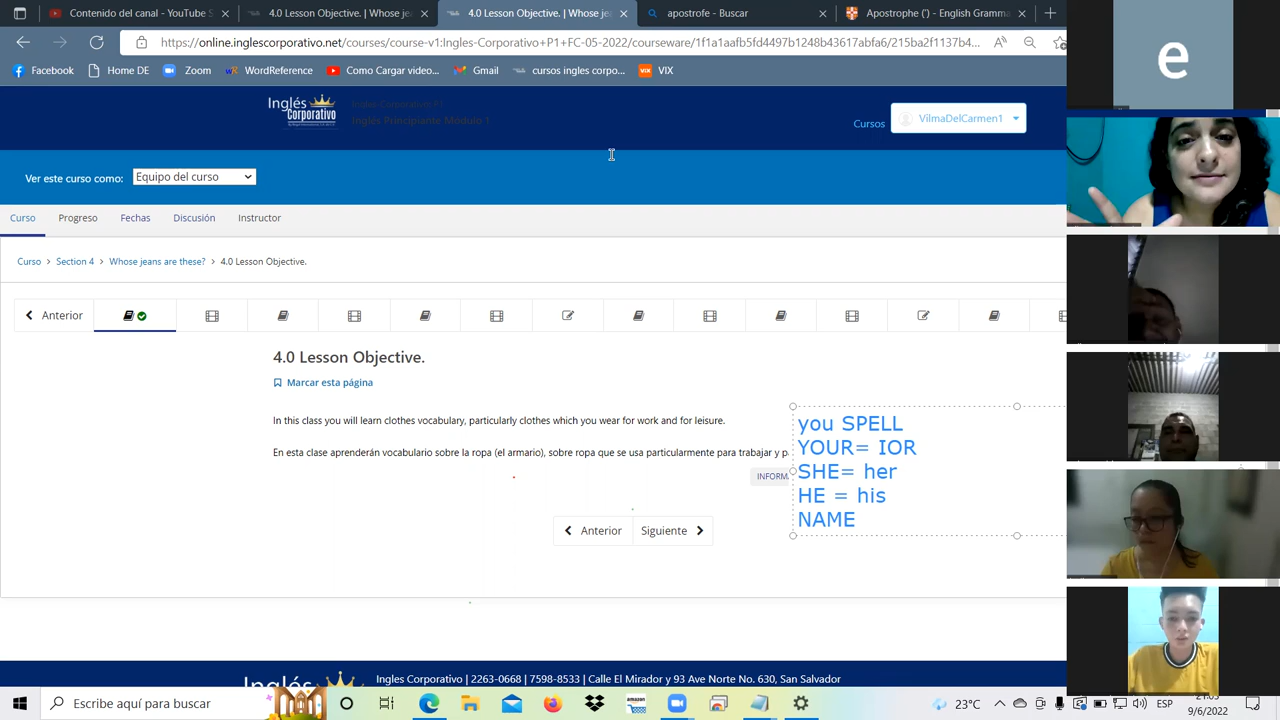 Contenido del curso S
4.0 Lesson Objective. | Whose je
4.0 Lesson Objective. | Whose je
apostrofe - Buscar
Apostrophe (') - English Gramma
https://online.inglescorporativo.net/courses/course-v1:Ingles-Corporativo+P1+FC-05-2022/courseware/1f1a1aafb5fd4497b1248b43617abfa6/215ba2f1137b4...
Facebook
Home DE
Zoom
WordReference
Como Cargar video...
Gmail
cursos ingles corpo...
VIX
Inglés
Corporativo
Inglés Principiante Módulo 1
Cursos
VilmaDelCarmen1
Ver este curso como:
Equipo del curso
Curso
Progreso
Fechas
Discusión
Instructor
Curso > Section 4 > Whose jeans are these? > 4.0 Lesson Objective.
Anterior
4.0 Lesson Objective.
Marcar esta página
In this class you will learn clothes vocabulary, particularly clothes which you wear for work and for leisure.
En esta clase aprenderán vocabulario sobre la ropa (el armario), sobre ropa que se usa particularmente para trabajar y p
INFORM
you SPELL
YOUR= IOR
SHE= her
HE = his
NAME
Anterior
Siguiente
Ingles Corporativo | 2263-0668 | 7598-8533 | Calle El Mirador y 93 Ave Norte No. 630, San Salvador
Escribe aquí para buscar
23°C
ESP
21:05
9/6/2022
e